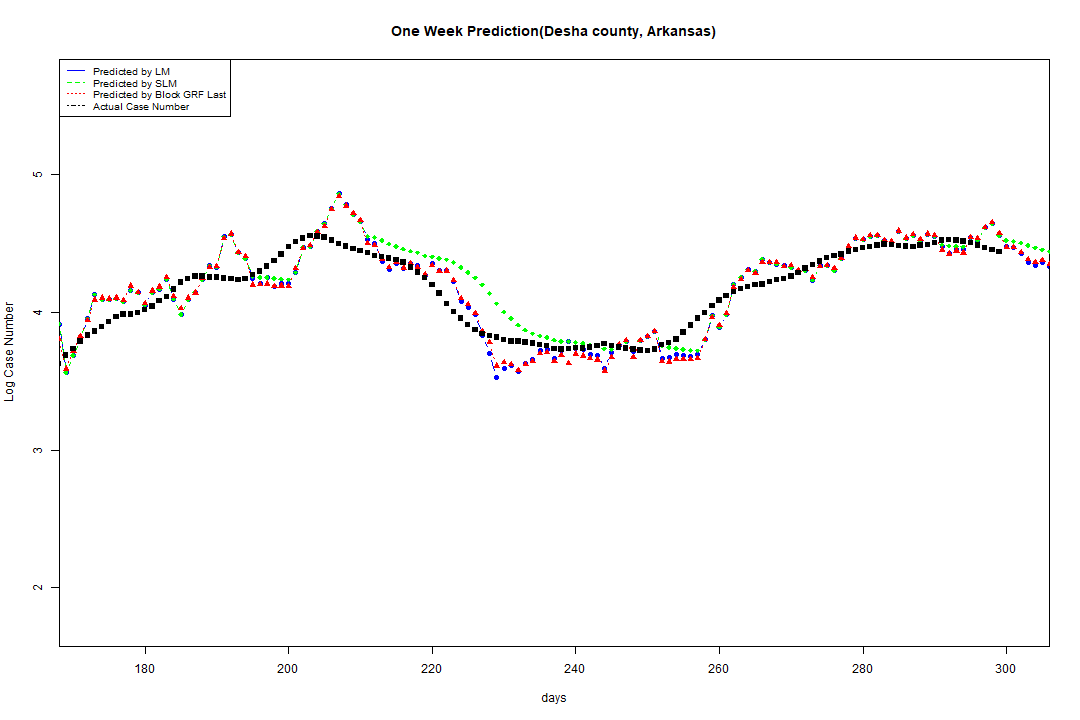 One Week Prediction(Desha county, Arkansas)
Predicted by LM
Predicted by SLM
Predicted by Block GRF Last
Actual Case Number
Log Case Number
5
4
3
2
180 200 220 240 260 280 300
days